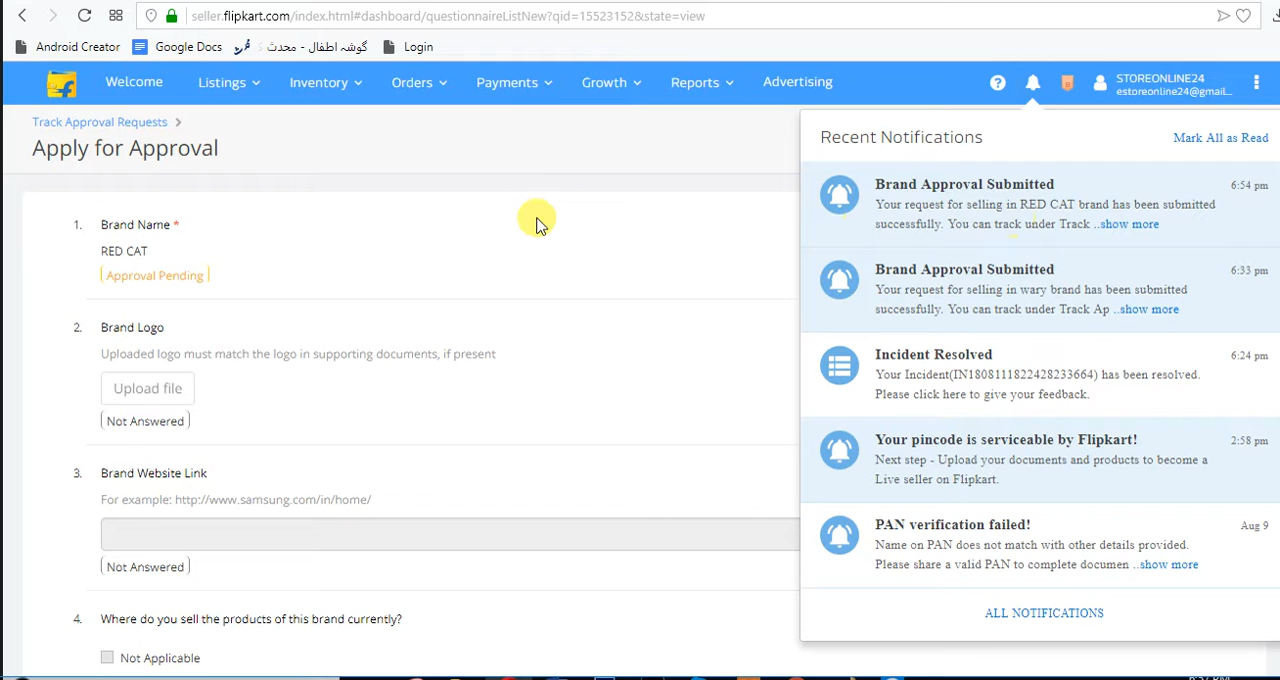 seller.flipkart.com/index.html#dashboard/questionnaireListNew?qid=15523152&state=view
Android Creator
Google Docs
گوشہ اطفال - محدث
Login
Welcome
Listings
Inventory
Orders
Payments
Growth
Reports
Advertising
STOREONLINE24
estoreonline24@gmail...
Track Approval Requests
Apply for Approval
1. Brand Name *
RED CAT
Approval Pending
2. Brand Logo
Uploaded logo must match the logo in supporting documents, if present
Upload file
Not Answered
3. Brand Website Link
For example: http://www.samsung.com/in/home/
Not Answered
4. Where do you sell the products of this brand currently?
Not Applicable
Recent Notifications
Mark All as Read
Brand Approval Submitted
6:54 pm
Your request for selling in RED CAT brand has been submitted
successfully. You can track under Track ..show more
Brand Approval Submitted
6:33 pm
Your request for selling in wary brand has been submitted
successfully. You can track under Track Ap ..show more
Incident Resolved
6:24 pm
Your Incident(IN1808111822428233664) has been resolved.
Please click here to give your feedback.
Your pincode is serviceable by Flipkart!
2:58 pm
Next step - Upload your documents and products to become a
Live seller on Flipkart.
PAN verification failed!
Aug 9
Name on PAN does not match with other details provided.
Please share a valid PAN to complete documen ..show more
ALL NOTIFICATIONS